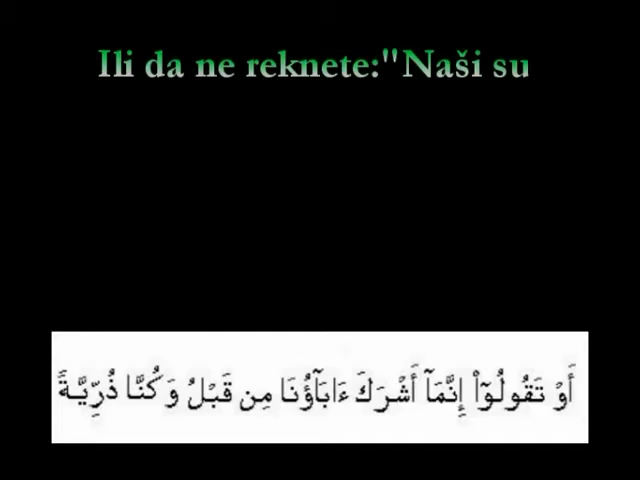 Ili da ne reknete:"Naši su
أَوْ تَقُولُوٓا۟ إِنَّمَآ أَشْرَكَ ءَابَآؤُنَا مِن قَبْلُ وَكُنَّا ذُرِّيَّةً